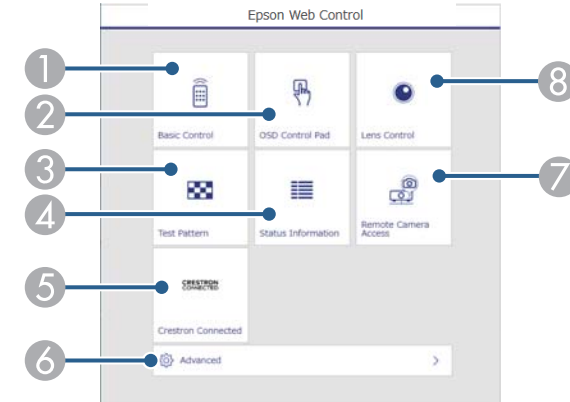 Epson Web Control
1
8
2
Basic Control
OSD Control Pad
Lens Control
3
7
4
Test Pattern
Status Information
Remote Camera
Access
5
CRESTRON
CONNECTED
Crestron Connected
6
Advanced